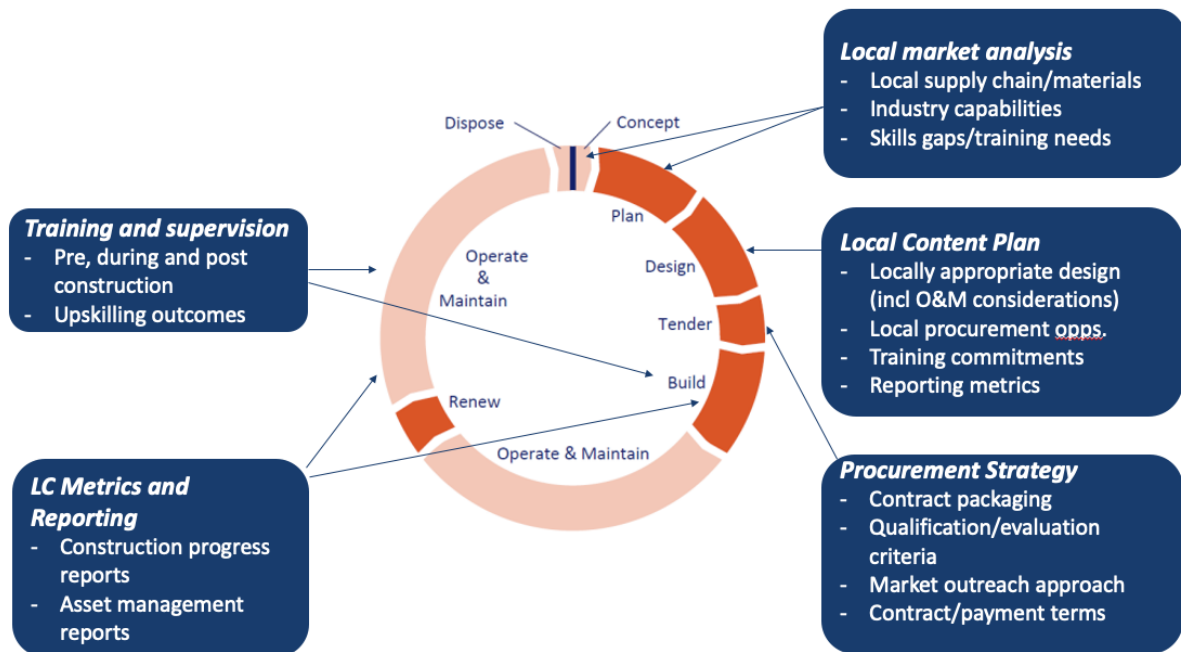 Local market analysis
- Local supply chain/materials
- Industry capabilities
- Skills gaps/training needs
Dispose
Concept
Plan
Design
Tender
Build
Operate & Maintain
Renew
Operate
&
Maintain
Training and supervision
- Pre, during and post
construction
- Upskilling outcomes
Local Content Plan
- Locally appropriate design
(incl O&M considerations)
- Local procurement opps.
- Training commitments
- Reporting metrics
LC Metrics and
Reporting
- Construction progress
reports
- Asset management
reports
Procurement Strategy
- Contract packaging
- Qualification/evaluation
criteria
- Market outreach approach
- Contract/payment terms